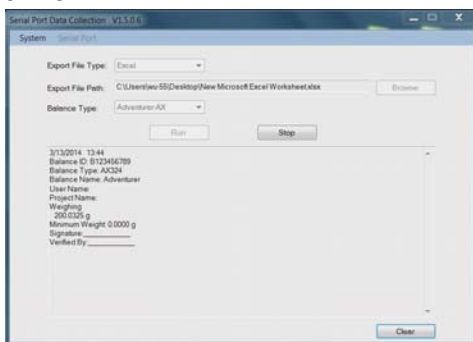 Serial Port Data Collection V1.5.0.6
System Serial Port
Export File Type: Excel
Export File Path: C:\Users\wu-55\Desktop\New Microsoft Excel Worksheet.xlsx Browse
Balance Type: Adventurer-AX
Run Stop
3/13/2014 13:44
Balance ID: B123456789
Balance Type: AX324
Balance Name: Adventurer
User Name:
Project Name:
Weighing
200.0325 g
Minimum Weight: 0.0000 g
Signature:__________
Verified By:__________
Clear